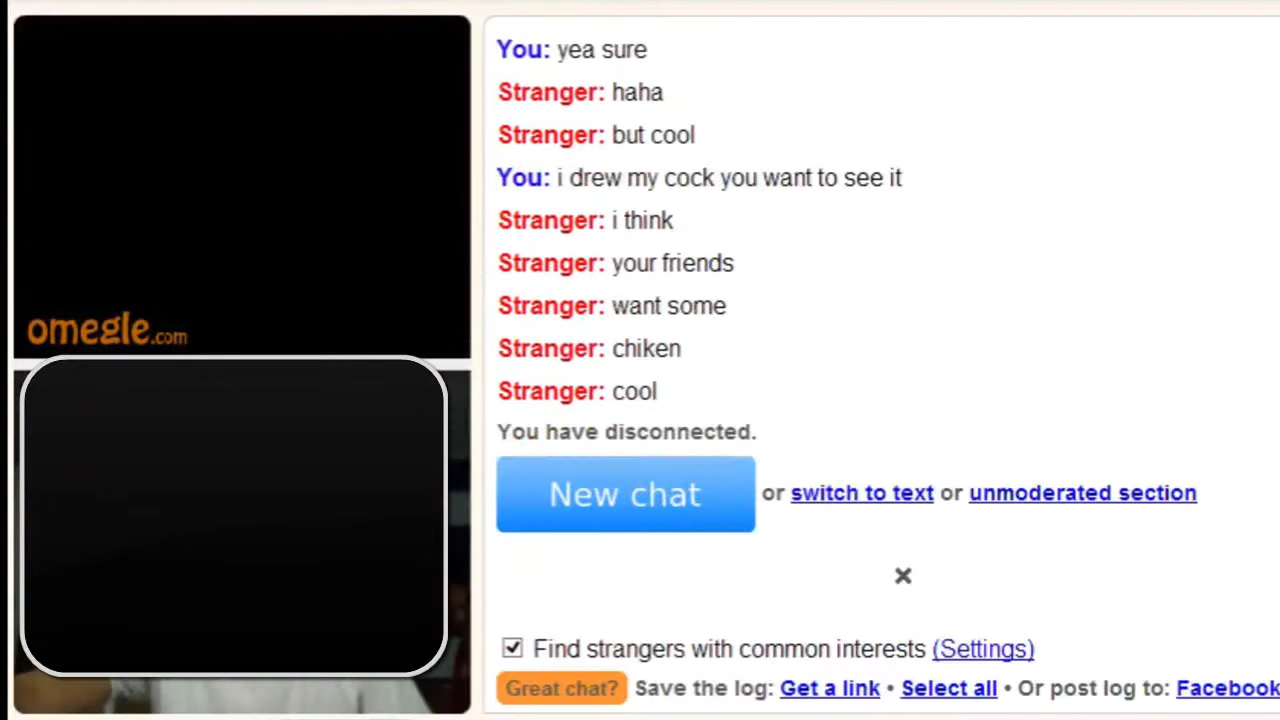 You: yea sure
Stranger: haha
Stranger: but cool
You: i drew my cock you want to see it
Stranger: i think
Stranger: your friends
Stranger: want some
Stranger: chiken
Stranger: cool
You have disconnected.
New chat or switch to text or unmoderated section
Find strangers with common interests (Settings)
Great chat? Save the log: Get a link • Select all • Or post log to: Facebook
omegle.com